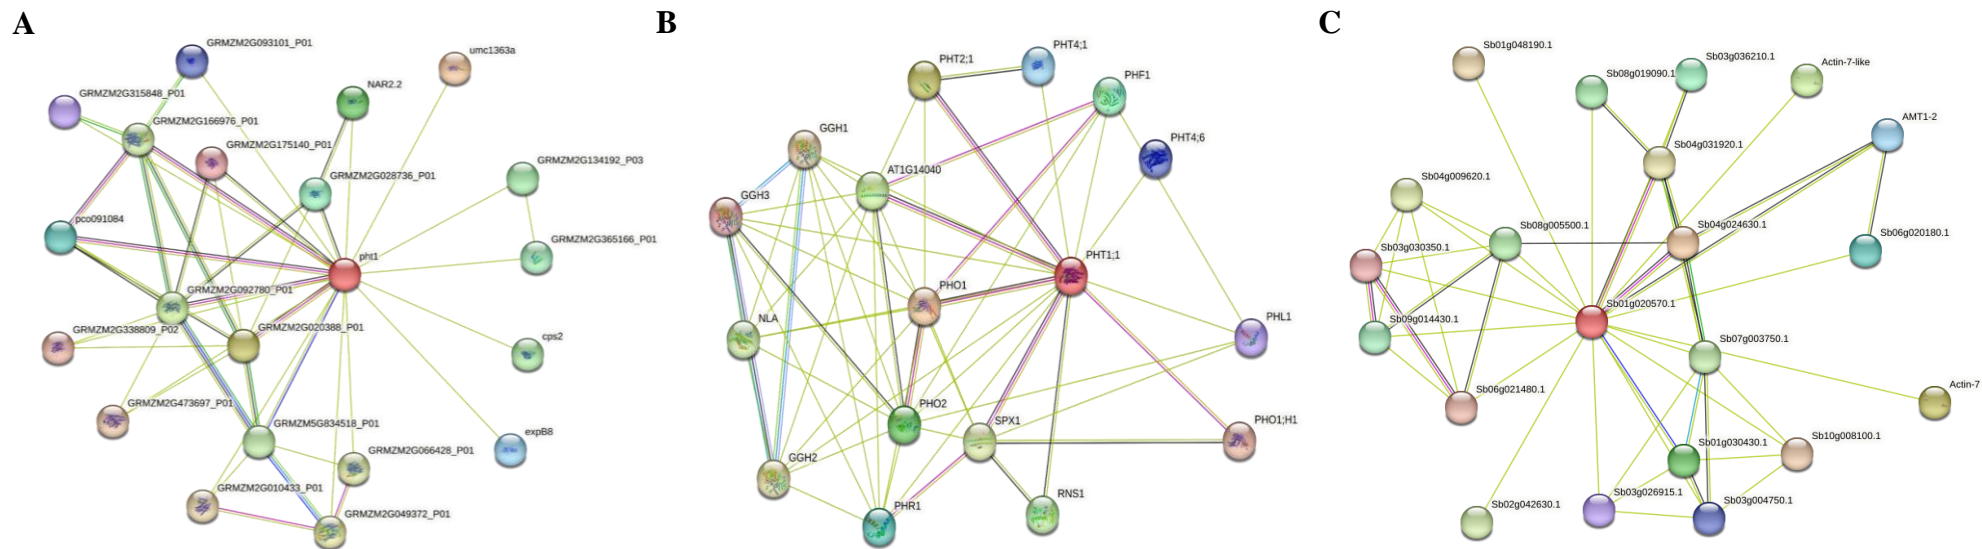 A
GRMZM2G093101_P01
umc1363a
GRMZM2G315848_P01
NAR2.2
GRMZM2G166976_P01
GRMZM2G175140_P01
GRMZM2G134192_P03
GRMZM2G028736_P01
pco091084
GRMZM2G365166_P01
pht1
GRMZM2G092780_P01
GRMZM2G338809_P02
GRMZM2G020388_P01
cps2
GRMZM2G473697_P01
GRMZM5G834518_P01
expB8
GRMZM2G066428_P01
GRMZM2G010433_P01
GRMZM2G049372_P01
B
PHT2;1
PHT4;1
PHF1
GGH1
PHT4;6
AT1G14040
GGH3
PHT1;1
PHO1
NLA
PHL1
PHO2
SPX1
PHO1;H1
GGH2
RNS1
PHR1
C
Sb01g048190.1
Sb03g036210.1
Sb08g019090.1
Actin-7-like
AMT1-2
Sb04g031920.1
Sb04g009620.1
Sb08g005500.1
Sb04g024630.1
Sb06g020180.1
Sb03g030350.1
Sb01g020570.1
Sb09g014430.1
Sb07g003750.1
Sb06g021480.1
Actin-7
Sb10g008100.1
Sb01g030430.1
Sb03g026915.1
Sb02g042630.1
Sb03g004750.1